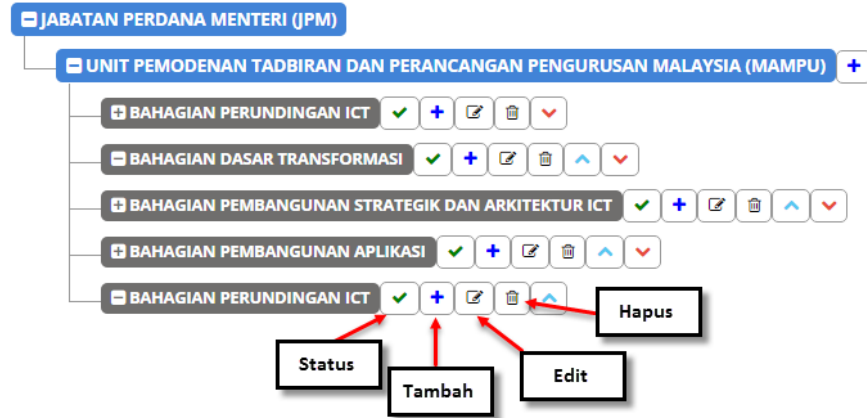 JABATAN PERDANA MENTERI (JPM)
UNIT PEMODENAN TADBIRAN DAN PERANCANGAN PENGURUSAN MALAYSIA (MAMPU)
BAHAGIAN PERUNDINGAN ICT
BAHAGIAN DASAR TRANSFORMASI
BAHAGIAN PEMBANGUNAN STRATEGIK DAN ARKITEKTUR ICT
BAHAGIAN PEMBANGUNAN APLIKASI
BAHAGIAN PERUNDINGAN ICT
Hapus
Status
Edit
Tambah